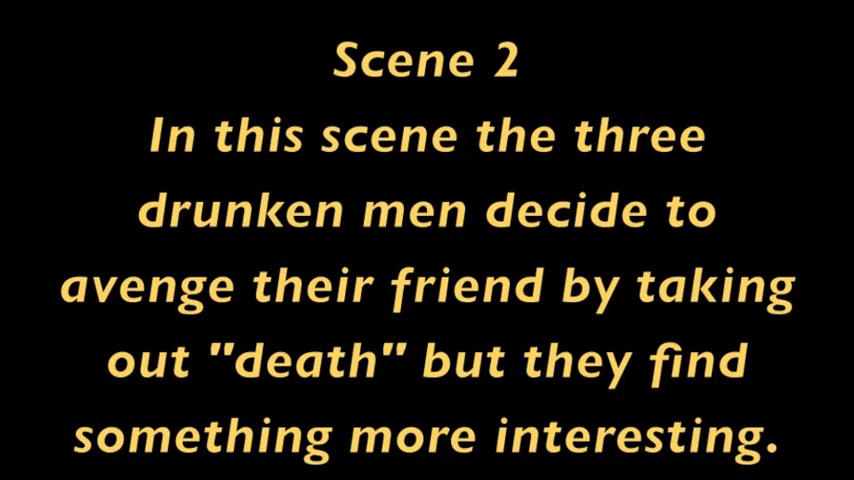 Scene 2
In this scene the three
drunken men decide to
avenge their friend by taking
out "death" but they find
something more interesting.